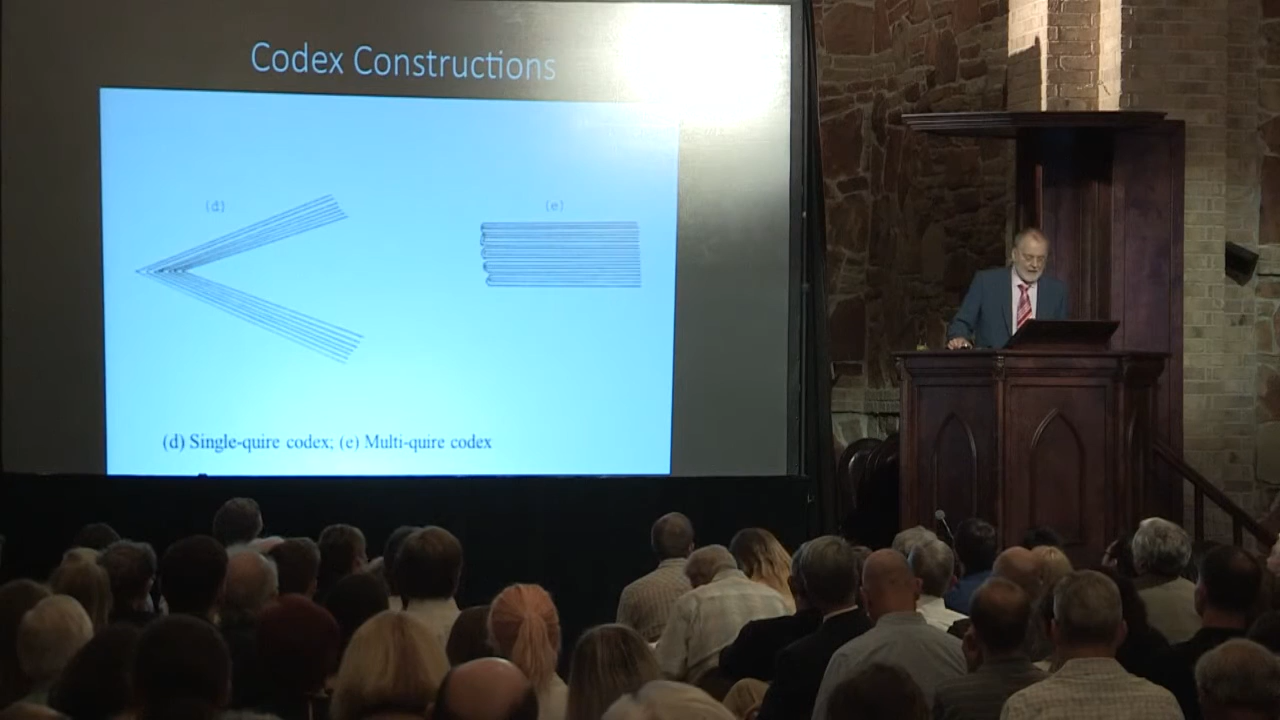 Codex Constructions
(d)
(e)
(d) Single-quire codex; (e) Multi-quire codex